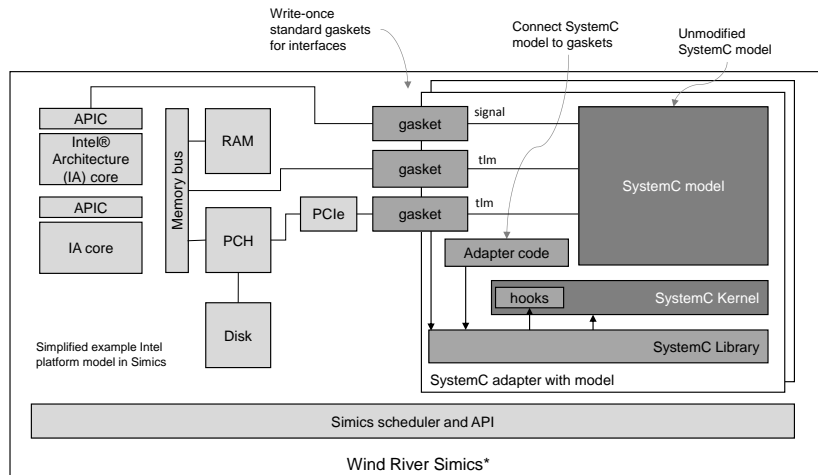 Write-once
standard gaskets
for interfaces
Connect SystemC
model to gaskets
Unmodified
SystemC model
APIC
Intel®
Architecture
(IA) core
APIC
IA core
Memory bus
RAM
PCH
PCIe
Disk
gasket
signal
gasket
tlm
gasket
tlm
SystemC model
Adapter code
hooks
SystemC Kernel
SystemC Library
SystemC adapter with model
Simplified example Intel
platform model in Simics
Simics scheduler and API
Wind River Simics*